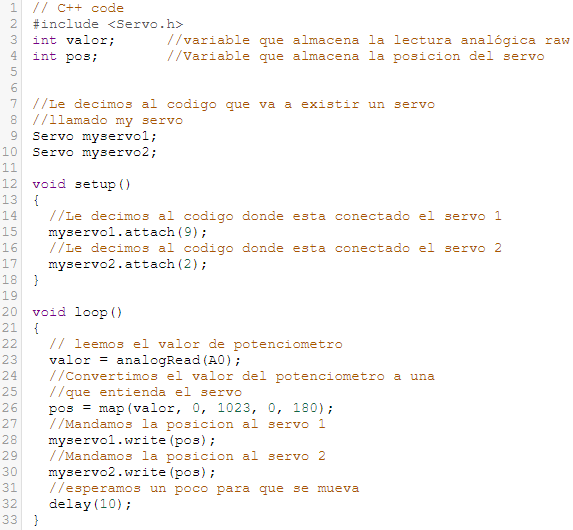 1 // C++ code
2 #include <Servo.h>
3 int valor;      //variable que almacena la lectura analógica raw
4 int pos;        //Variable que almacena la posicion del servo
5
6
7 //Le decimos al codigo que va a existir un servo
8 //llamado my servo
9 Servo myservo1;
10 Servo myservo2;
11
12 void setup()
13 {
14   //Le decimos al codigo donde esta conectado el servo 1
15   myservo1.attach(9);
16   //Le decimos al codigo donde esta conectado el servo 2
17   myservo2.attach(2);
18 }
19
20 void loop()
21 {
22   // leemos el valor de potenciometro
23   valor = analogRead(A0);
24   //Convertimos el valor del potenciometro a una
25   //que entienda el servo
26   pos = map(valor, 0, 1023, 0, 180);
27   //Mandamos la posicion al servo 1
28   myservo1.write(pos);
29   //Mandamos la posicion al servo 2
30   myservo2.write(pos);
31   //esperamos un poco para que se mueva
32   delay(10);
33 }